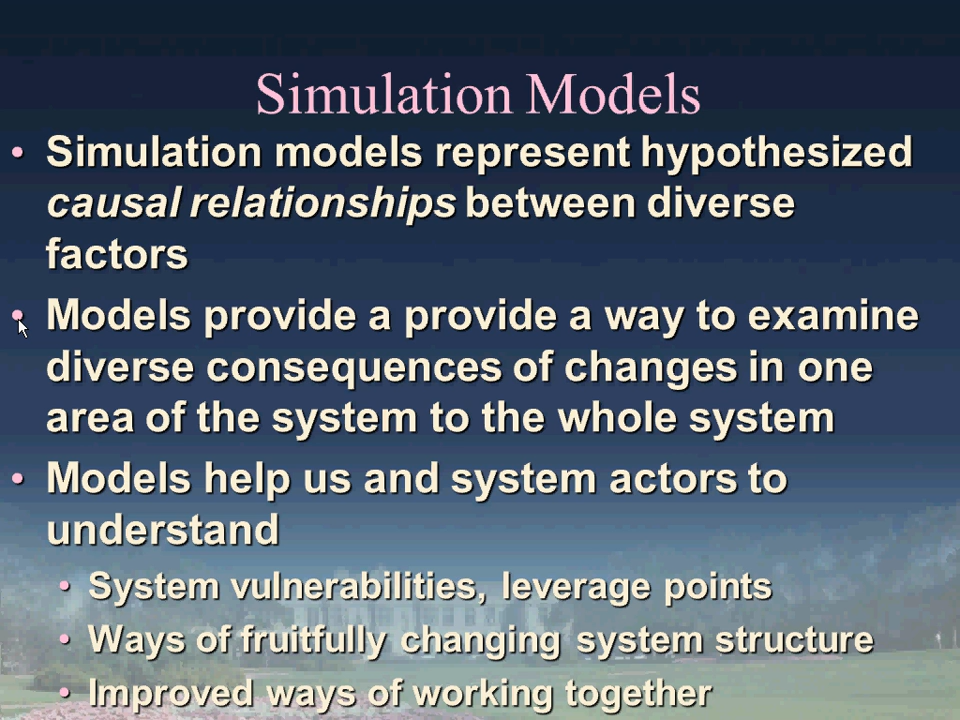 Simulation Models
• Simulation models represent hypothesized
causal relationships between diverse
factors
• Models provide a provide a way to examine
diverse consequences of changes in one
area of the system to the whole system
• Models help us and system actors to
understand
• System vulnerabilities, leverage points
• Ways of fruitfully changing system structure
• Improved ways of working together